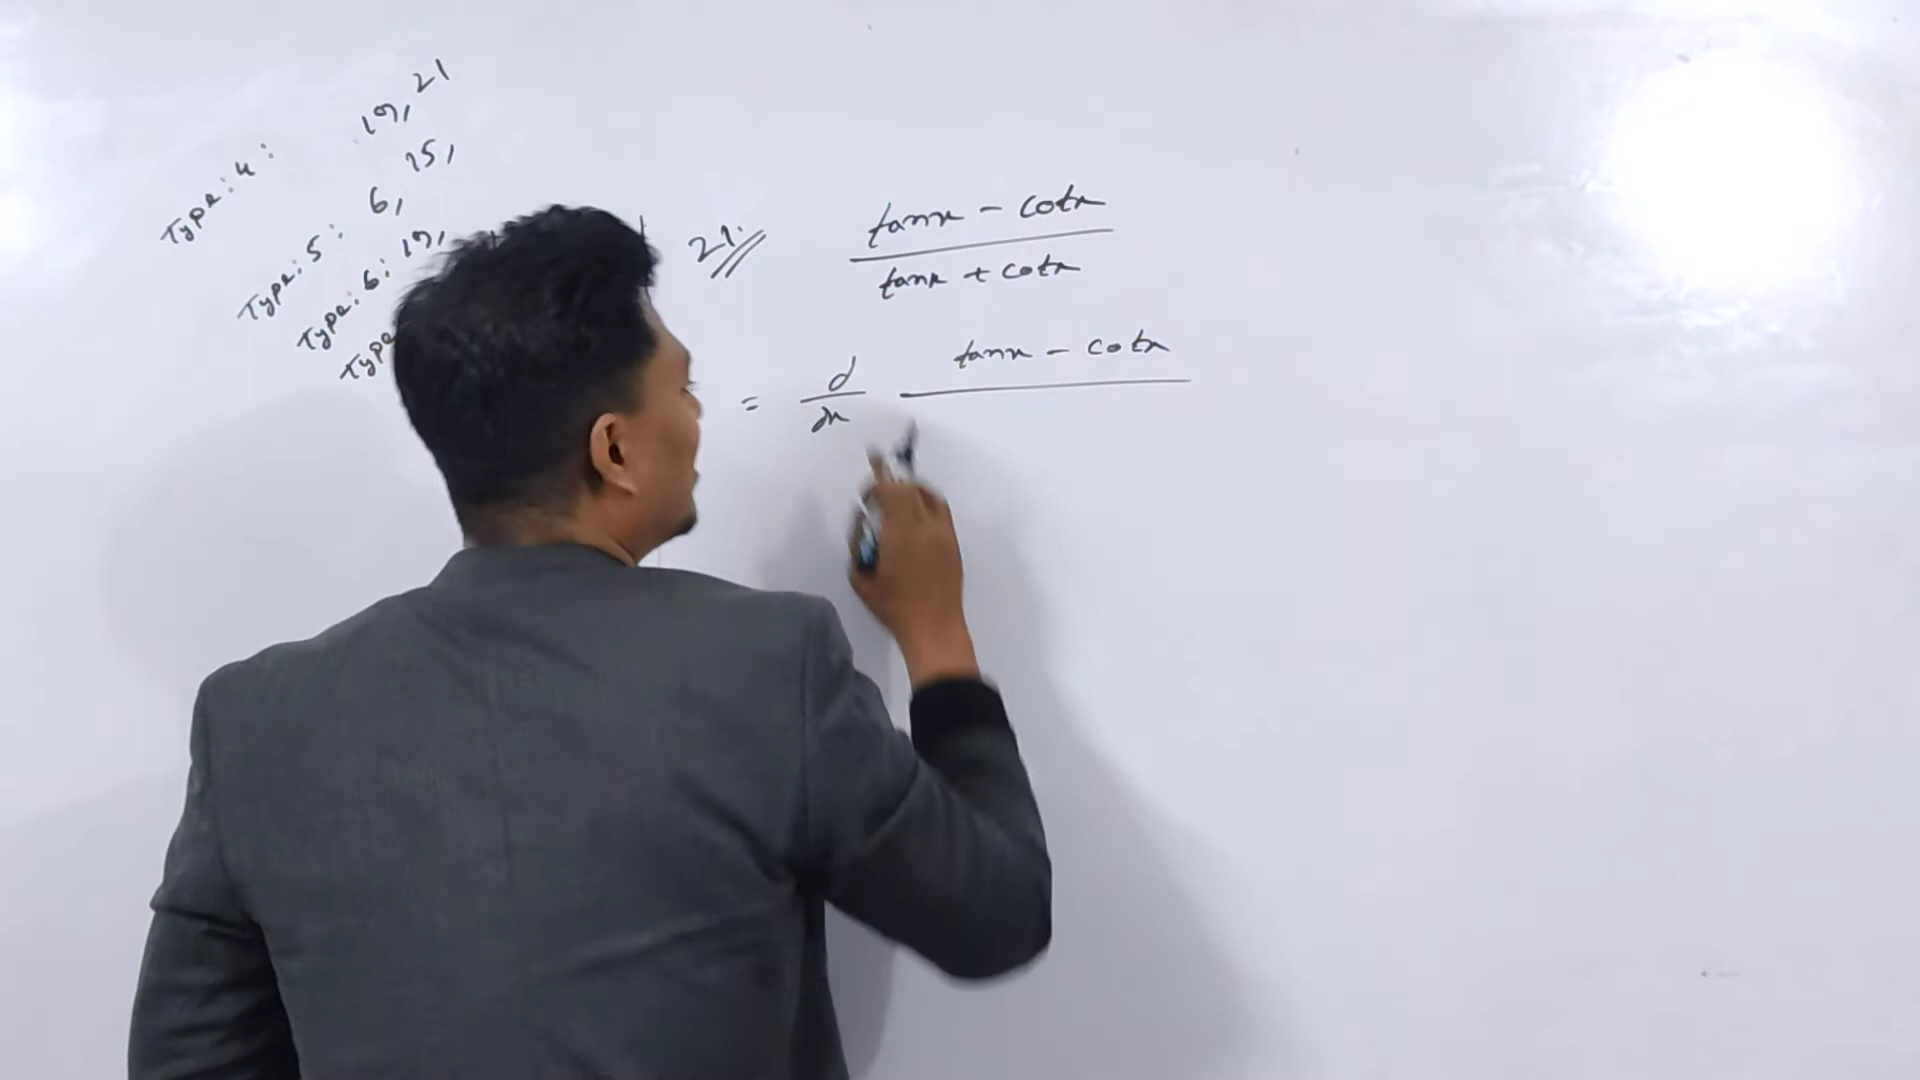 Type: 4: 19, 21
Type: 5: 6, 25,
Type: 6: 19,
Type:
21.
tanx - cotx
tanx + cotx
= d/dx tanx - cotx